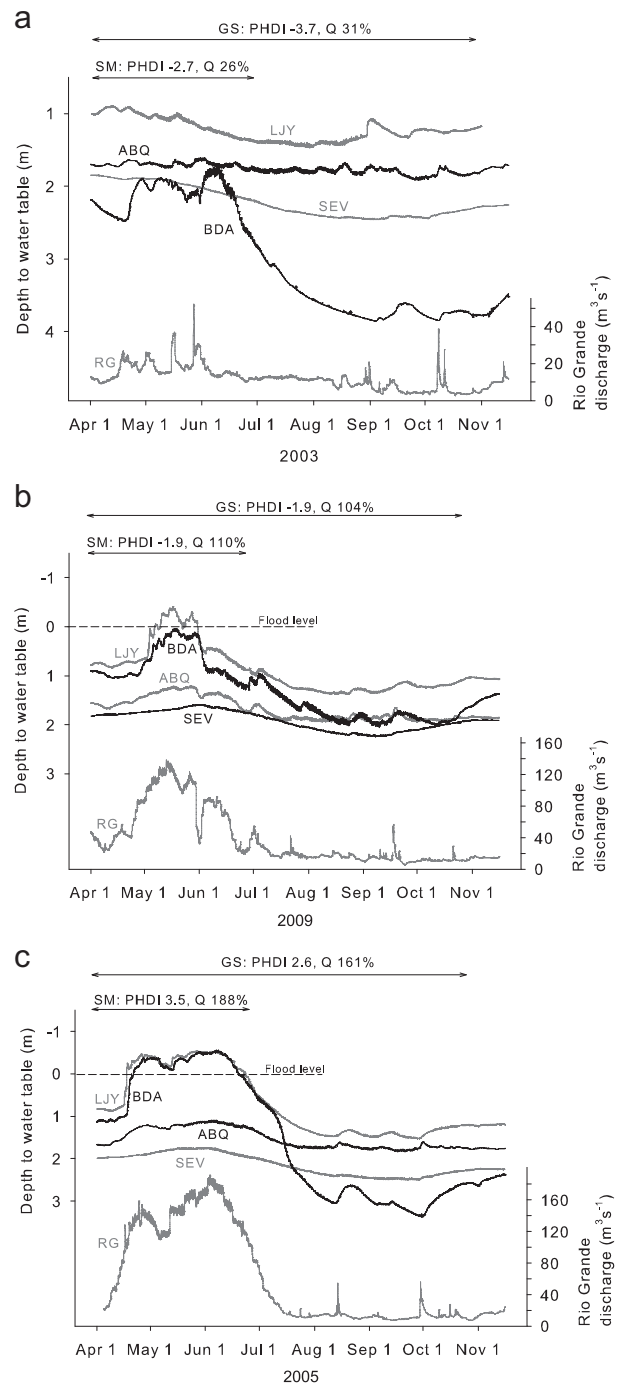 a
GS: PHDI -3.7, Q 31%
SM: PHDI -2.7, Q 26%
LJY
ABQ
SEV
BDA
RG
Depth to water table (m)
1
2
3
4
Rio Grande
discharge (m³s⁻¹)
40
20
0
Apr 1 May 1 Jun 1 Jul 1 Aug 1 Sep 1 Oct 1 Nov 1
2003
b
GS: PHDI -1.9, Q 104%
SM: PHDI -1.9, Q 110%
Flood level
LJY
BDA
ABQ
SEV
RG
Depth to water table (m)
-1
0
1
2
3
Rio Grande
discharge (m³s⁻¹)
160
120
80
40
0
Apr 1 May 1 Jun 1 Jul 1 Aug 1 Sep 1 Oct 1 Nov 1
2009
c
GS: PHDI 2.6, Q 161%
SM: PHDI 3.5, Q 188%
Flood level
LJY
BDA
ABQ
SEV
RG
Depth to water table (m)
-1
0
1
2
3
Rio Grande
discharge (m³s⁻¹)
160
120
80
40
0
Apr 1 May 1 Jun 1 Jul 1 Aug 1 Sep 1 Oct 1 Nov 1
2005